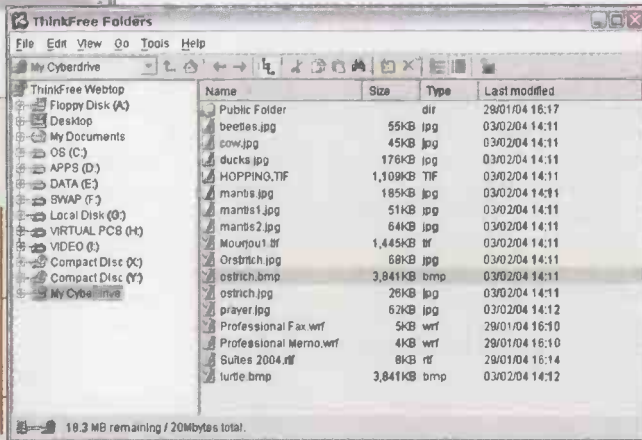 ThinkFree Folders
File Edit View Go Tools Help
My Cyberdrive
ThinkFree Webtop
Floppy Disk (A:)
Desktop
My Documents
OS (C:)
APPS (D:)
DATA (E:)
SWAP (F:)
Local Disk (G:)
VIRTUAL PCS (H:)
VIDEO (I:)
Compact Disc (X:)
Compact Disc (Y:)
My Cyberdrive
Name Size Type Last modified
Public Folder dir 29/01/04 16:17
beetles.jpg 55KB jpg 03/02/04 14:11
cow.jpg 45KB jpg 03/02/04 14:11
ducks.jpg 176KB jpg 03/02/04 14:11
HOPPING.TIF 1,109KB TIF 03/02/04 14:11
mantis.jpg 185KB jpg 03/02/04 14:11
mantis1.jpg 51KB jpg 03/02/04 14:11
mantis2.jpg 64KB jpg 03/02/04 14:11
Mourjou1.tif 1,445KB tif 03/02/04 14:11
Orstritch.jpg 68KB jpg 03/02/04 14:11
ostrich.bmp 3,841KB bmp 03/02/04 14:11
ostrich.jpg 26KB jpg 03/02/04 14:11
prayer.jpg 62KB jpg 03/02/04 14:12
Professional Fax.wrf 5KB wrf 29/01/04 16:10
Professional Memo.wrf 4KB wrf 29/01/04 16:10
Suites 2004.rtf 8KB rtf 29/01/04 16:14
turtle.bmp 3,841KB bmp 03/02/04 14:12
18.3 MB remaining / 20Mbytes total.